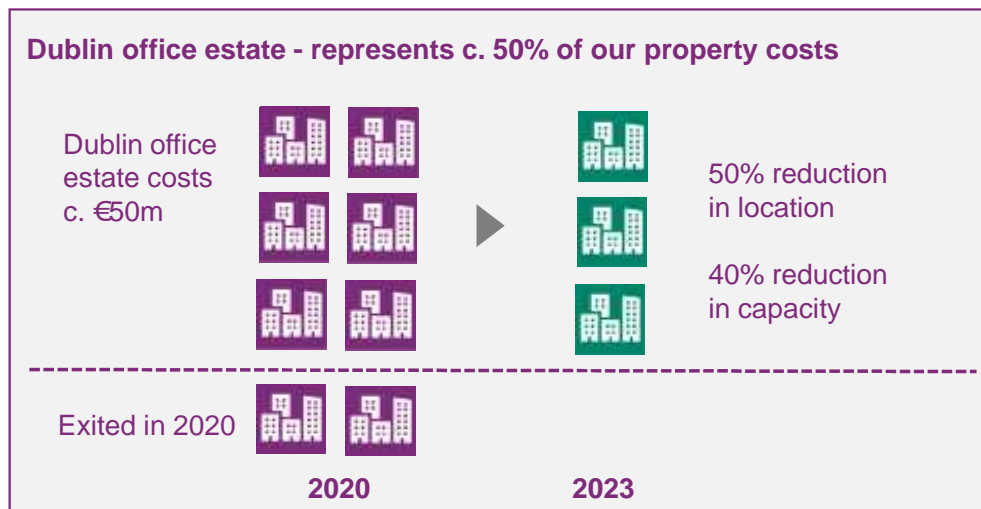 Dublin office estate - represents c. 50% of our property costs
Dublin office
estate costs
c. €50m
50% reduction
in location
40% reduction
in capacity
Exited in 2020
2020
2023